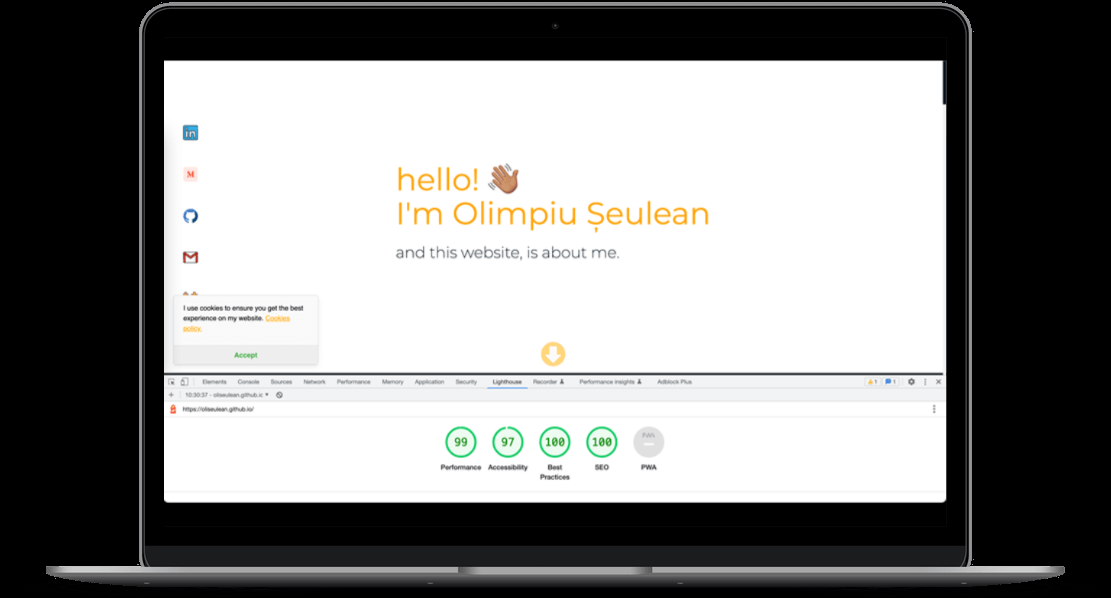 in
M
hello! 👋🏽
I'm Olimpiu Șeulean
and this website, is about me.
I use cookies to ensure you get the best
experience on my website. Cookies
policy.
Accept
Elements Console Sources Network Performance Memory Application Security Lighthouse Recorder Performance insights Adblock Plus 1 1
10:30:37 - oliseulean.github.io
https://oliseulean.github.io/
99 97 100 100 PWA
Performance Accessibility Best Practices SEO PWA